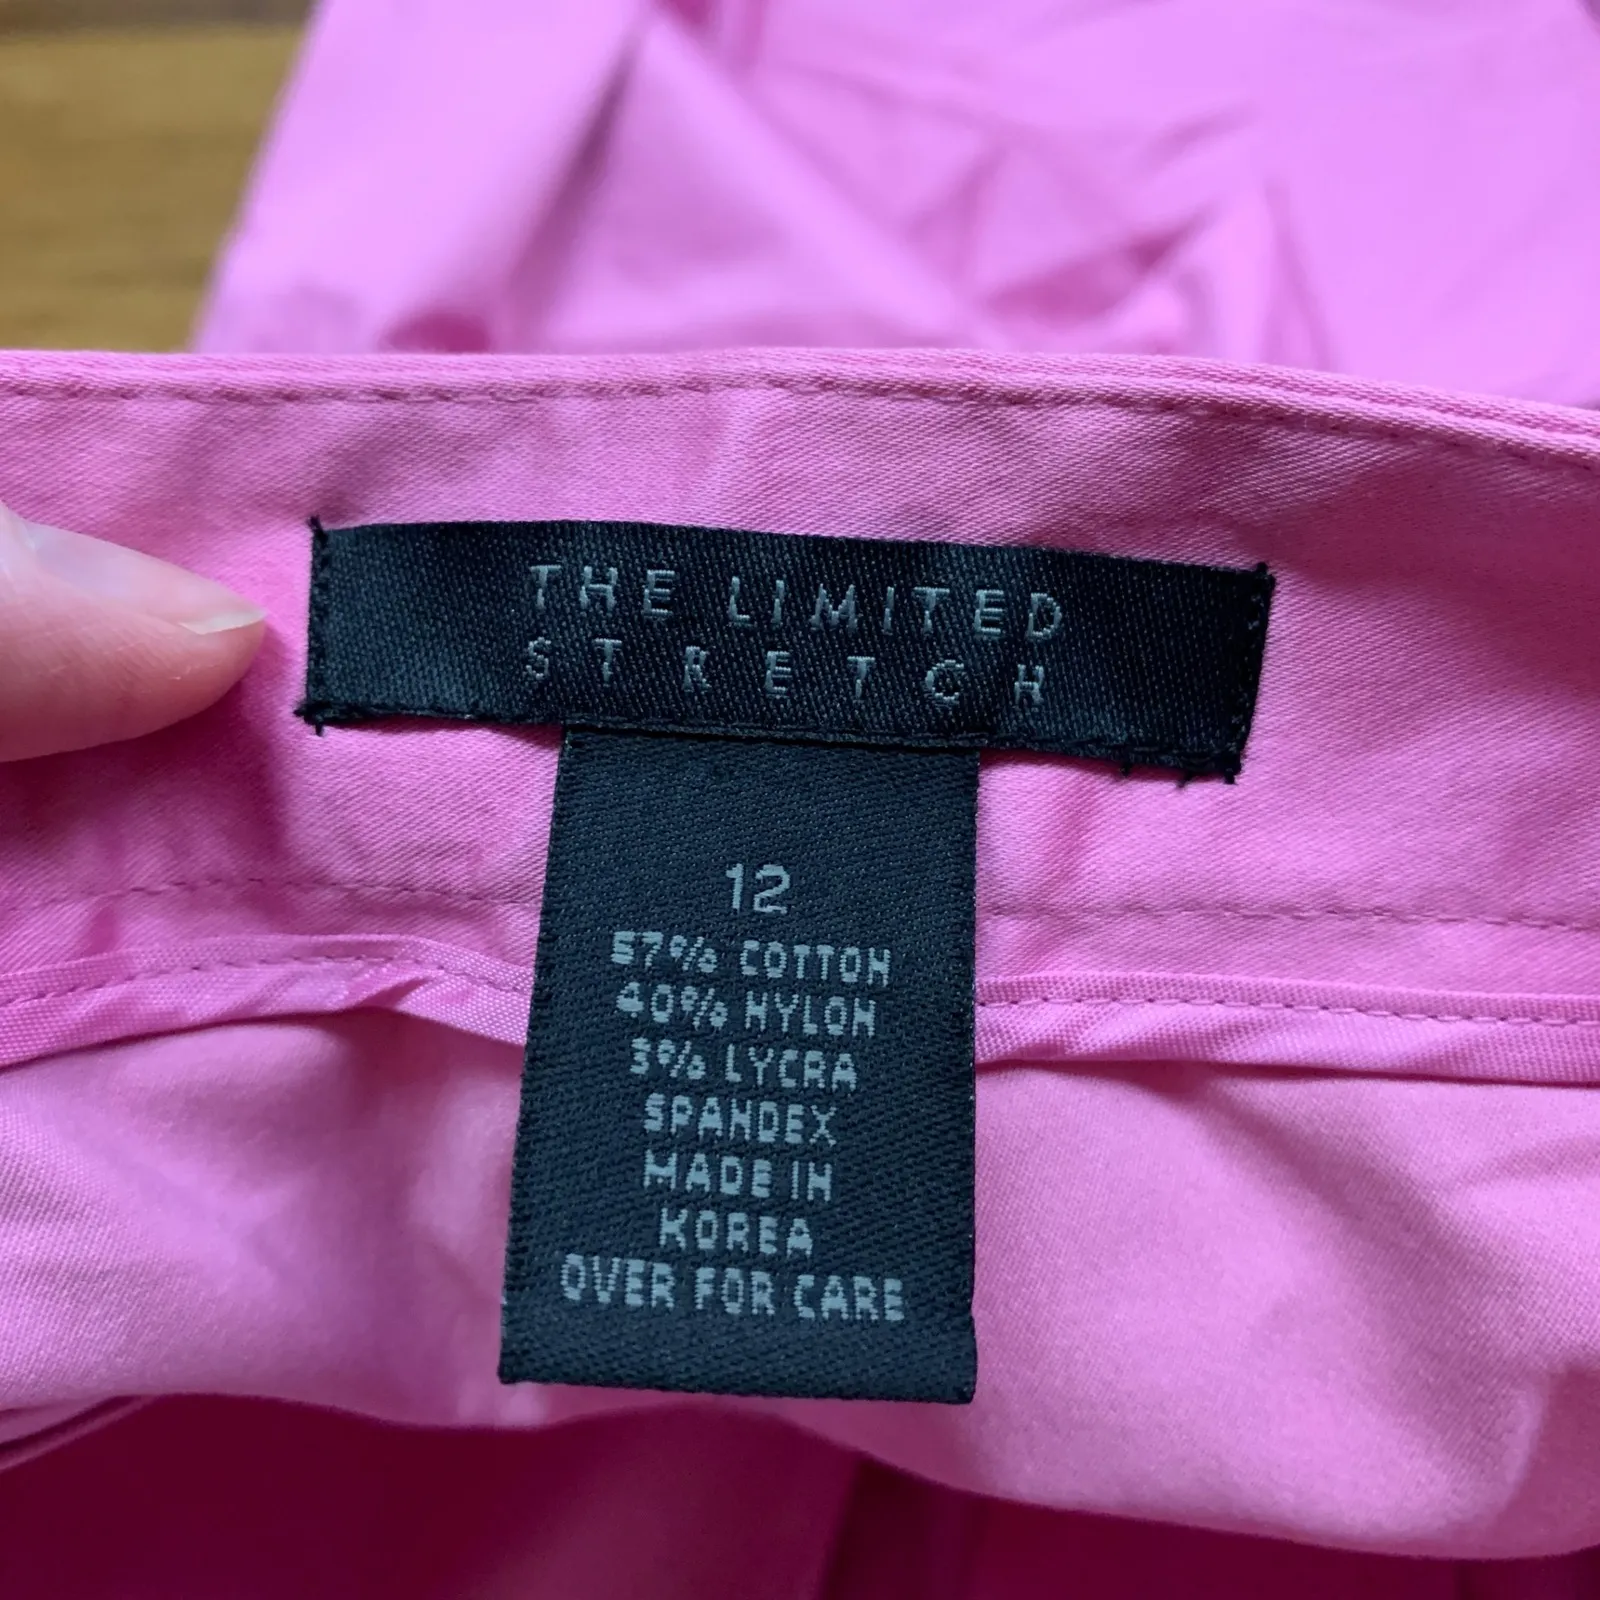 THE LIMITED
STRETCH
12
57% COTTON
40% NYLON
3% LYCRA
SPANDEX
MADE IN
KOREA
OVER FOR CARE